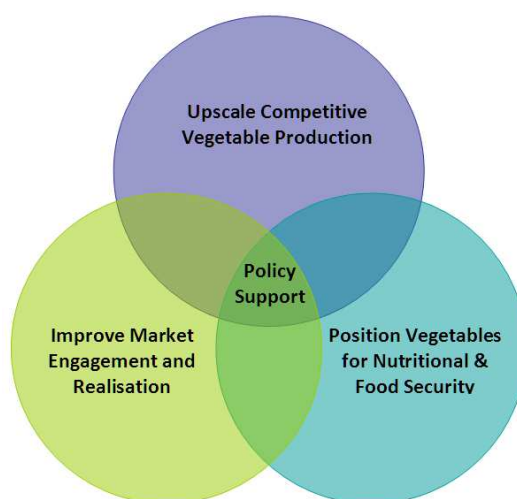 Upscale Competitive
Vegetable Production
Policy
Support
Improve Market
Engagement and
Realisation
Position Vegetables
for Nutritional &
Food Security